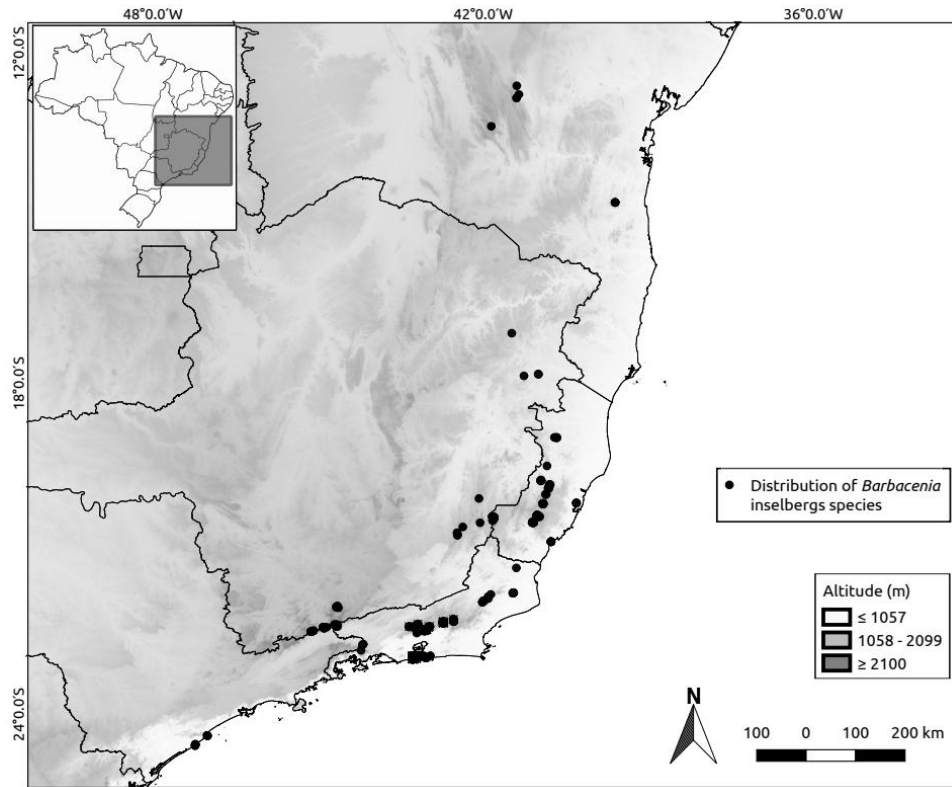 48°0.0'W
42°0.0'W
36°0.0'W
12°0.0'S
18°0.0'S
24°0.0'S
Distribution of Barbacenia
inselbergs species
Altitude (m)
≤ 1057
1058 - 2099
≥ 2100
N
100 0 100 200 km